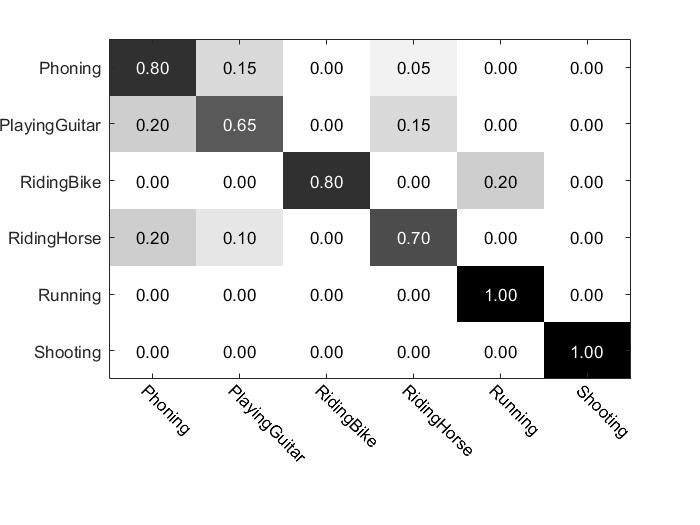 Phoning 0.80 0.15 0.00 0.05 0.00 0.00
PlayingGuitar 0.20 0.65 0.00 0.15 0.00 0.00
RidingBike 0.00 0.00 0.80 0.00 0.20 0.00
RidingHorse 0.20 0.10 0.00 0.70 0.00 0.00
Running 0.00 0.00 0.00 0.00 1.00 0.00
Shooting 0.00 0.00 0.00 0.00 0.00 1.00
Phoning PlayingGuitar RidingBike RidingHorse Running Shooting